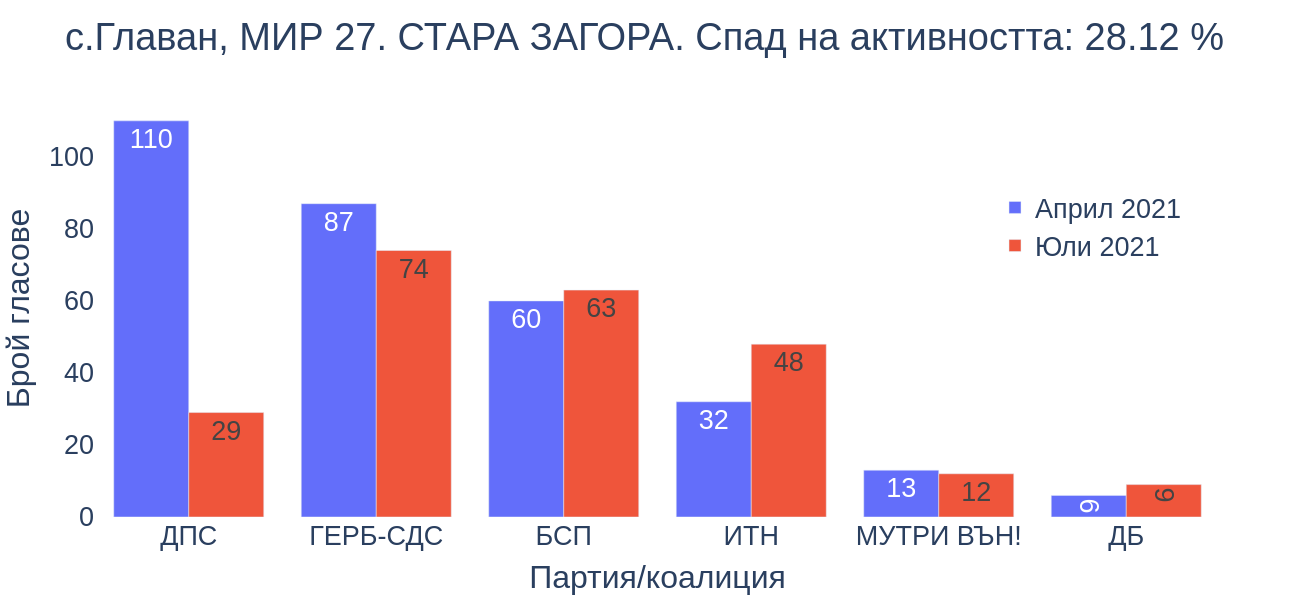 с.Главан, МИР 27. СТАРА ЗАГОРА. Спад на активността: 28.12 %
Брой гласове
100
80
60
40
20
0
110
29
87
74
60
63
32
48
13
12
6
9
Април 2021
Юли 2021
ДПС
ГЕРБ-СДС
БСП
ИТН
МУТРИ ВЪН!
ДБ
Партия/коалиция